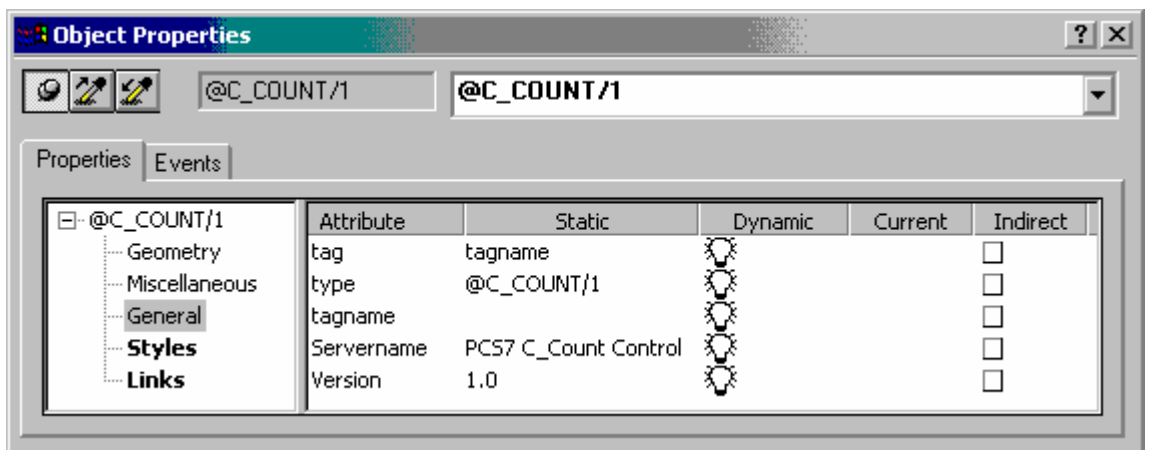 Object Properties
@C_COUNT/1 @C_COUNT/1
Properties Events
@C_COUNT/1 Attribute Static Dynamic Current Indirect
Geometry tag tagname
Miscellaneous type @C_COUNT/1
General tagname
Styles Servername PCS7 C_Count Control
Links Version 1.0